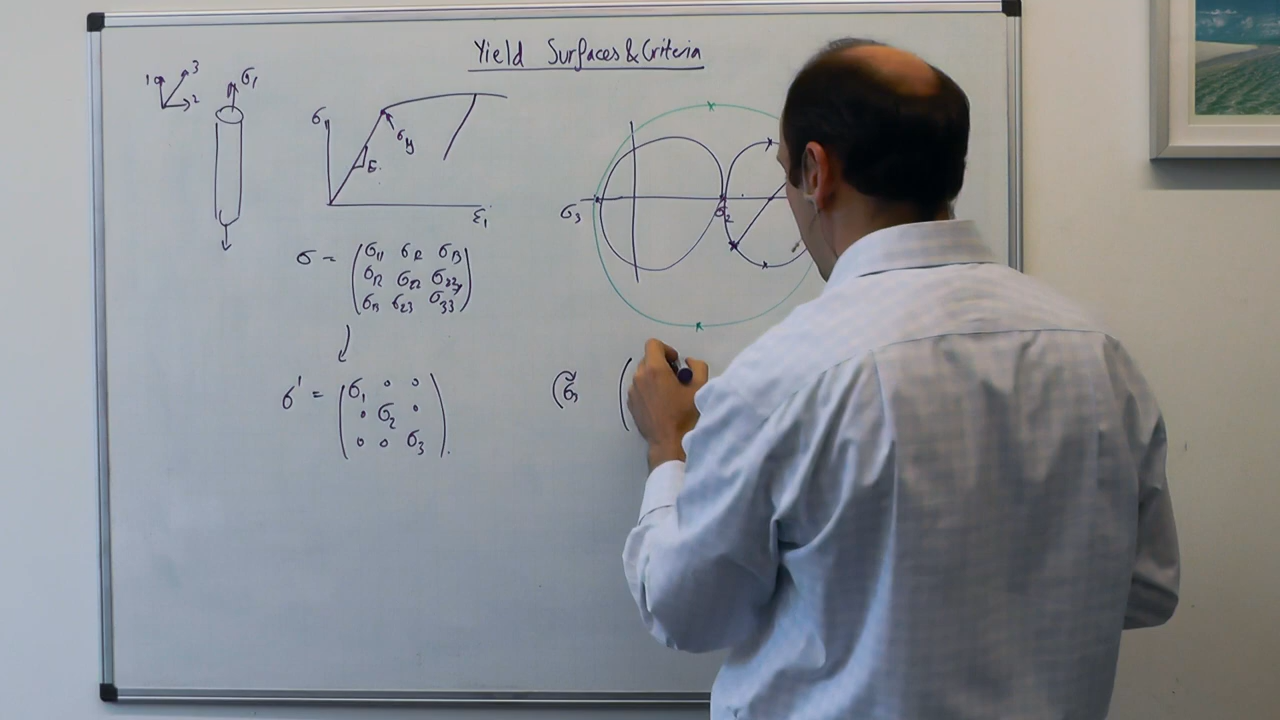 Yield Surfaces & Criteria
1 3 2 σ1
σ11 σy E ε1
σ3 σ2
σ = (σ11 σ12 σ13
σ12 σ22 σ23
σ13 σ23 σ33)
σ' = (σ1 0 0
0 σ2 0
0 0 σ3).